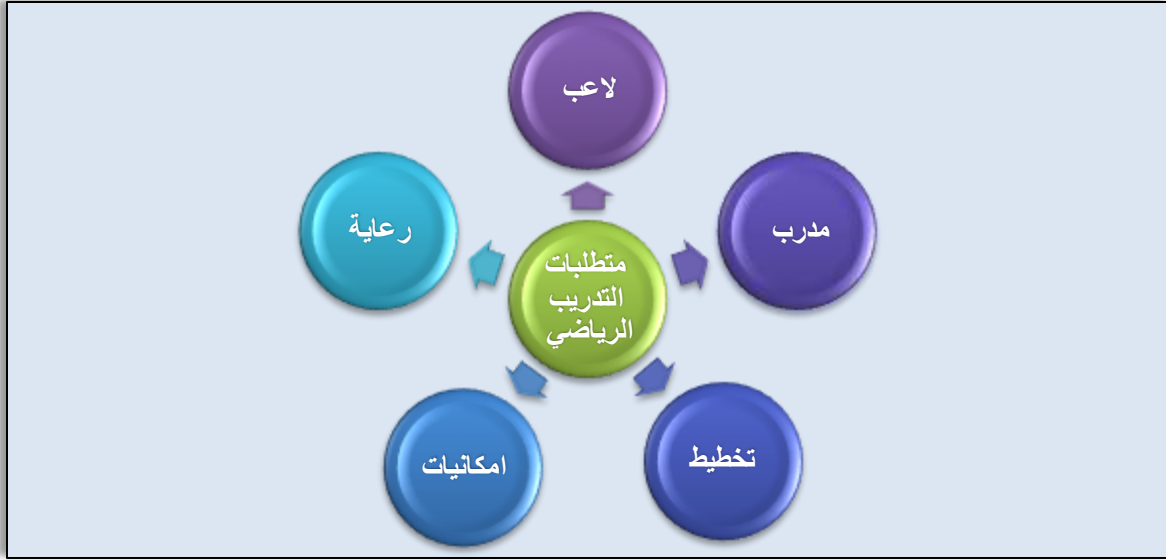 لاعب
مدرب
رعاية
متطلبات
التدريب
الرياضي
تخطيط
امكانيات